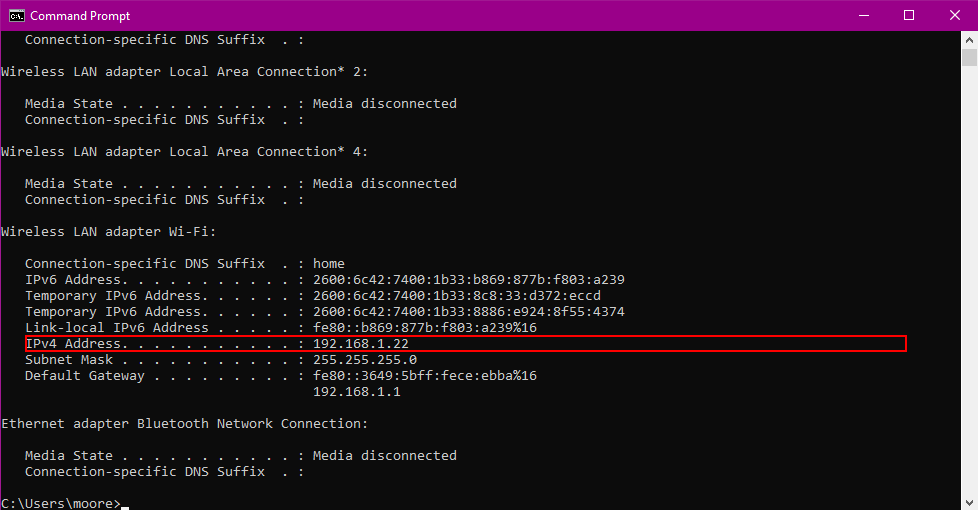 Command Prompt
Connection-specific DNS Suffix  . :
Wireless LAN adapter Local Area Connection* 2:
Media State . . . . . . . . . . . : Media disconnected
Connection-specific DNS Suffix  . :
Wireless LAN adapter Local Area Connection* 4:
Media State . . . . . . . . . . . : Media disconnected
Connection-specific DNS Suffix  . :
Wireless LAN adapter Wi-Fi:
Connection-specific DNS Suffix  . : home
IPv6 Address. . . . . . . . . . . : 2600:6c42:7400:1b33:b869:877b:f803:a239
Temporary IPv6 Address. . . . . . : 2600:6c42:7400:1b33:8c8:33:d372:eccd
Temporary IPv6 Address. . . . . . : 2600:6c42:7400:1b33:8886:e924:8f55:4374
Link-local IPv6 Address . . . . . : fe80::b869:877b:f803:a239%16
IPv4 Address. . . . . . . . . . . : 192.168.1.22
Subnet Mask . . . . . . . . . . . : 255.255.255.0
Default Gateway . . . . . . . . . : fe80::3649:5bff:fece:ebba%16
192.168.1.1
Ethernet adapter Bluetooth Network Connection:
Media State . . . . . . . . . . . : Media disconnected
Connection-specific DNS Suffix  . :
C:\Users\moore>